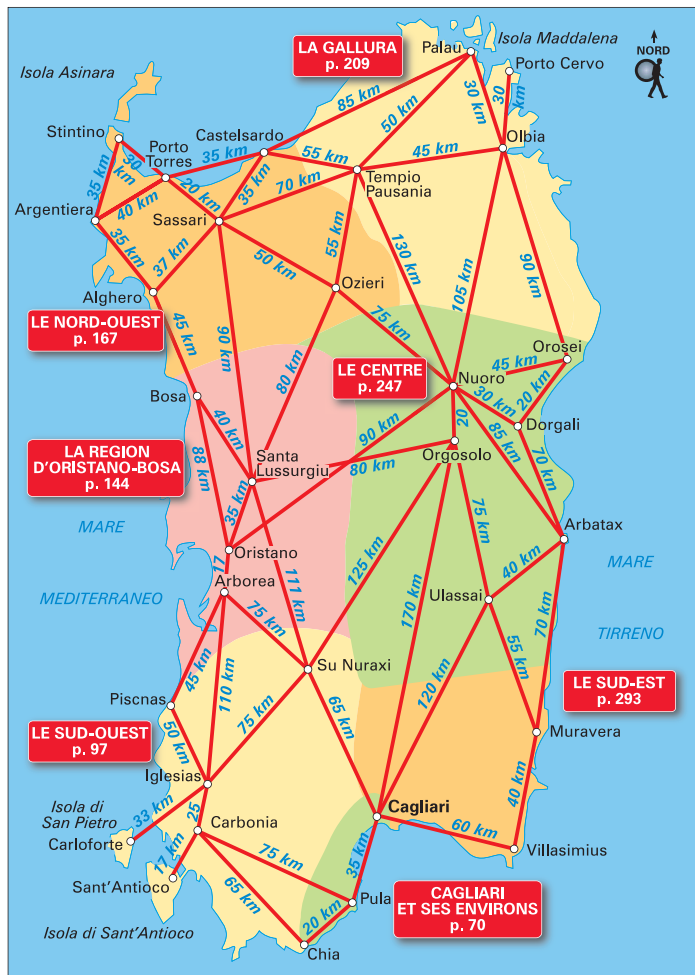 LA GALLURA
p. 209
Isola Maddalena
Palau
Porto Cervo
NORD
Isola Asinara
85 km
50 km
30 km
30 km
Stintino
Porto
Torres
Castelsardo
35 km
55 km
45 km
Olbia
30 km
35 km
40 km
20 km
35 km
70 km
Tempio
Pausania
Argentiera
Sassari
35 km
37 km
50 km
55 km
130 km
105 km
90 km
Alghero
Ozieri
LE NORD-OUEST
p. 167
45 km
90 km
80 km
75 km
Orosei
45 km
LE CENTRE
p. 247
Nuoro
30 km
20 km
Bosa
40 km
90 km
20
85 km
Dorgali
LA REGION
D'ORISTANO-BOSA
p. 144
88 km
Santa
Lussurgiu
80 km
Orgosolo
70 km
35 km
MARE
Oristano
125 km
75 km
Arbatax
17
111 km
40 km
MARE
MEDITERRANEO
Arborea
170 km
Ulassai
70 km
75 km
TIRRENO
45 km
110 km
Su Nuraxi
55 km
LE SUD-EST
p. 293
Piscnas
75 km
65 km
120 km
LE SUD-OUEST
p. 97
50 km
Muravera
Iglesias
Isola di
San Pietro
33 km
25
Cagliari
40 km
Carloforte
Carbonia
60 km
17 km
75 km
35 km
Villasimius
Sant'Antioco
65 km
Pula
CAGLIARI
ET SES ENVIRONS
p. 70
20 km
Isola di Sant'Antioco
Chia